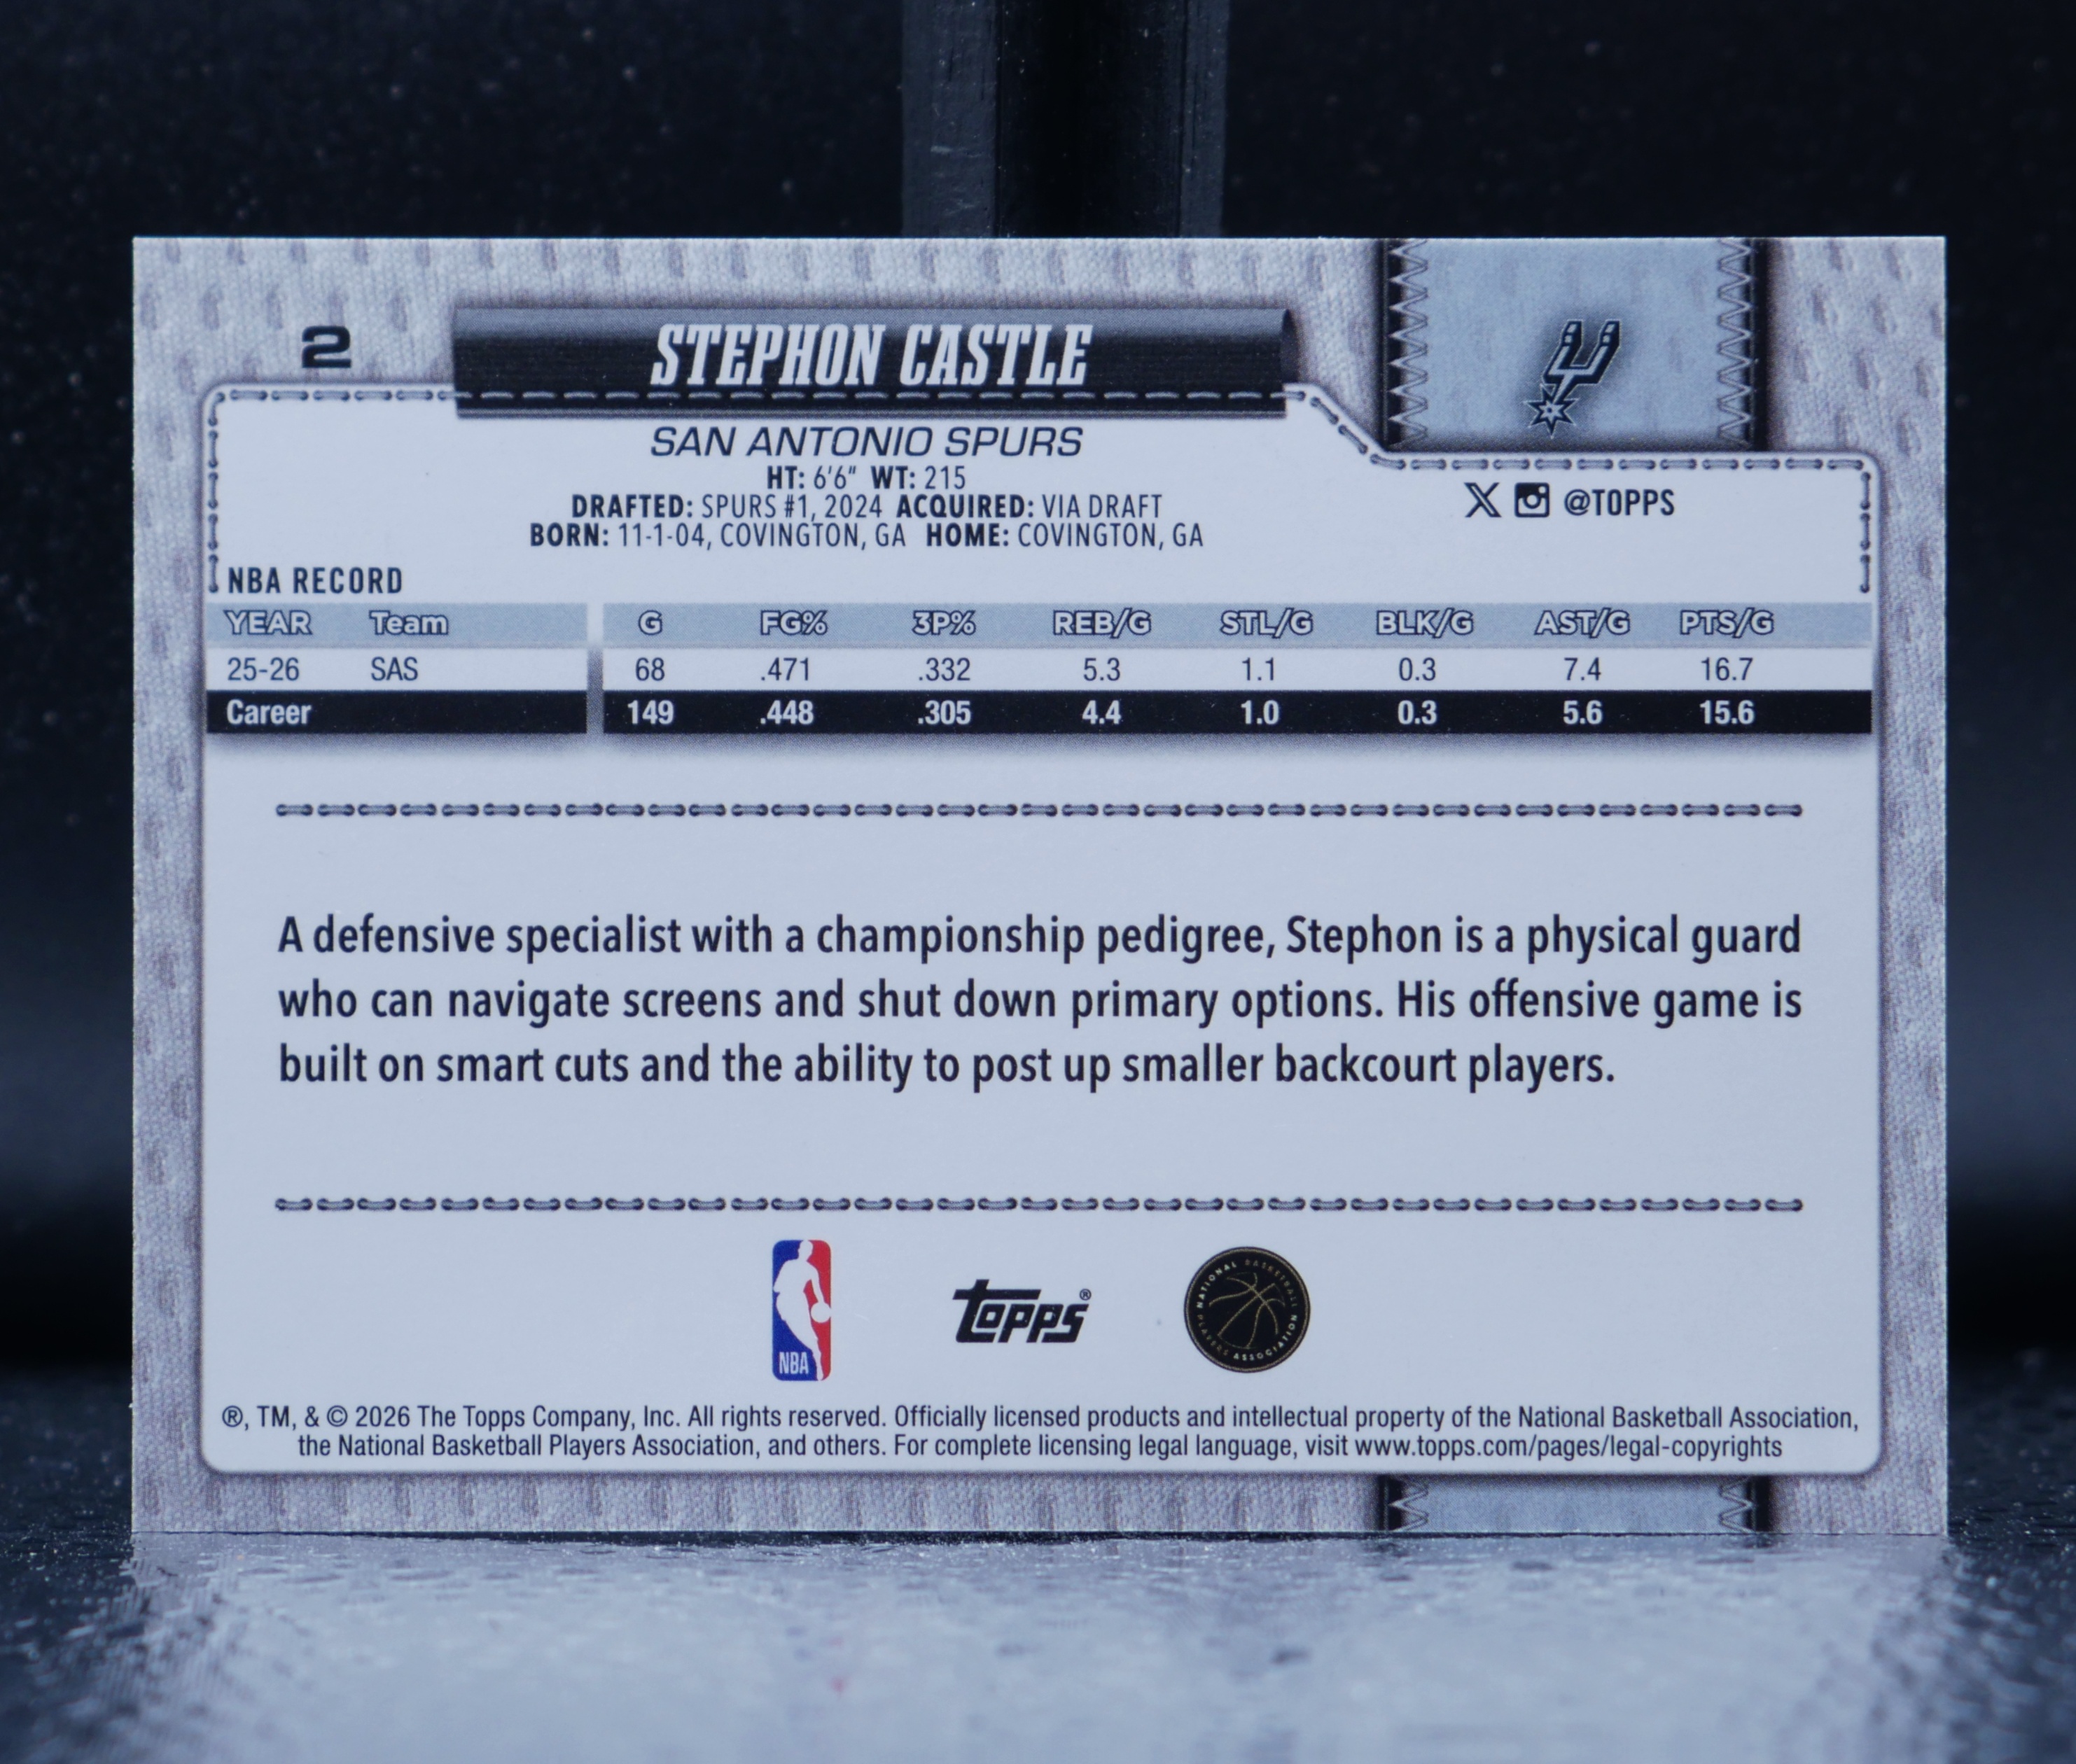 2
STEPHON CASTLE
SAN ANTONIO SPURS
HT: 6'6" WT: 215
DRAFTED: SPURS #1, 2024 ACQUIRED: VIA DRAFT
BORN: 11-1-04, COVINGTON, GA HOME: COVINGTON, GA
@TOPPS
NBA RECORD
YEAR Team G FG% 3P% REB/G STL/G BLK/G AST/G PTS/G
25-26 SAS 68 .471 .332 5.3 1.1 0.3 7.4 16.7
Career 149 .448 .305 4.4 1.0 0.3 5.6 15.6
A defensive specialist with a championship pedigree, Stephon is a physical guard
who can navigate screens and shut down primary options. His offensive game is
built on smart cuts and the ability to post up smaller backcourt players.
NBA
topps®
NATIONAL BASKETBALL PLAYERS ASSOCIATION
®, TM, & © 2026 The Topps Company, Inc. All rights reserved. Officially licensed products and intellectual property of the National Basketball Association,
the National Basketball Players Association, and others. For complete licensing legal language, visit www.topps.com/pages/legal-copyrights